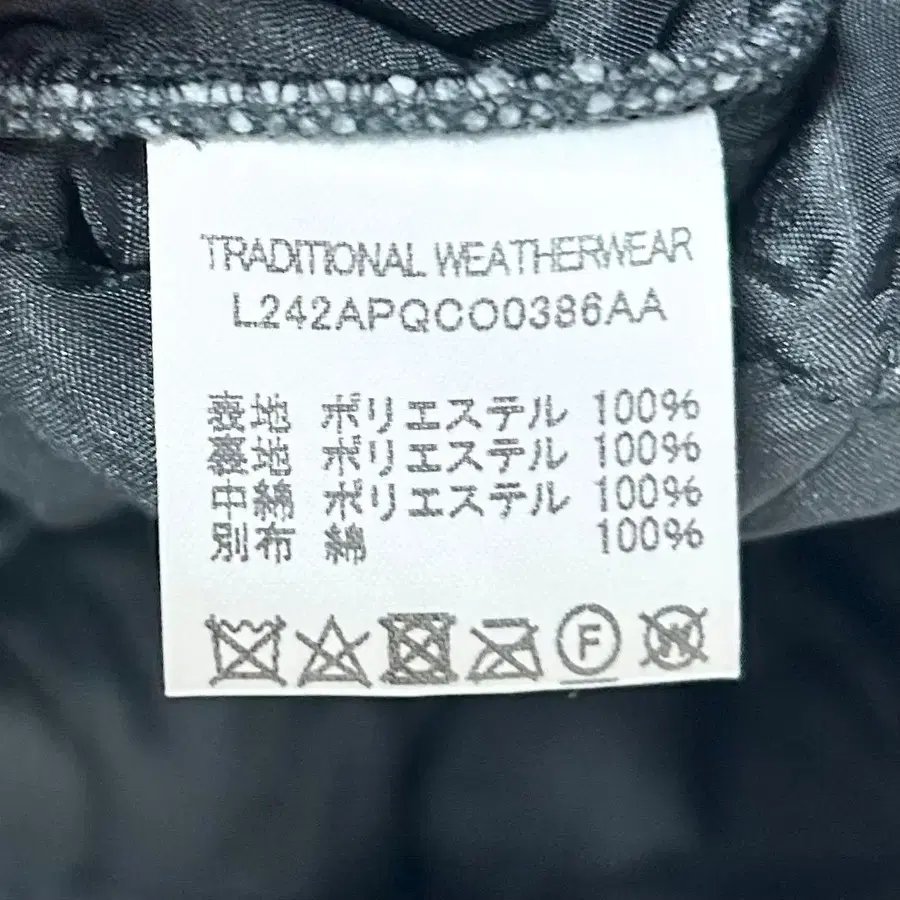 TRADITIONAL WEATHERWEAR
L242APQCO0386AA
表地 ポリエステル 100%
裏地 ポリエステル 100%
中綿 ポリエステル 100%
別布 綿 100%
F
W